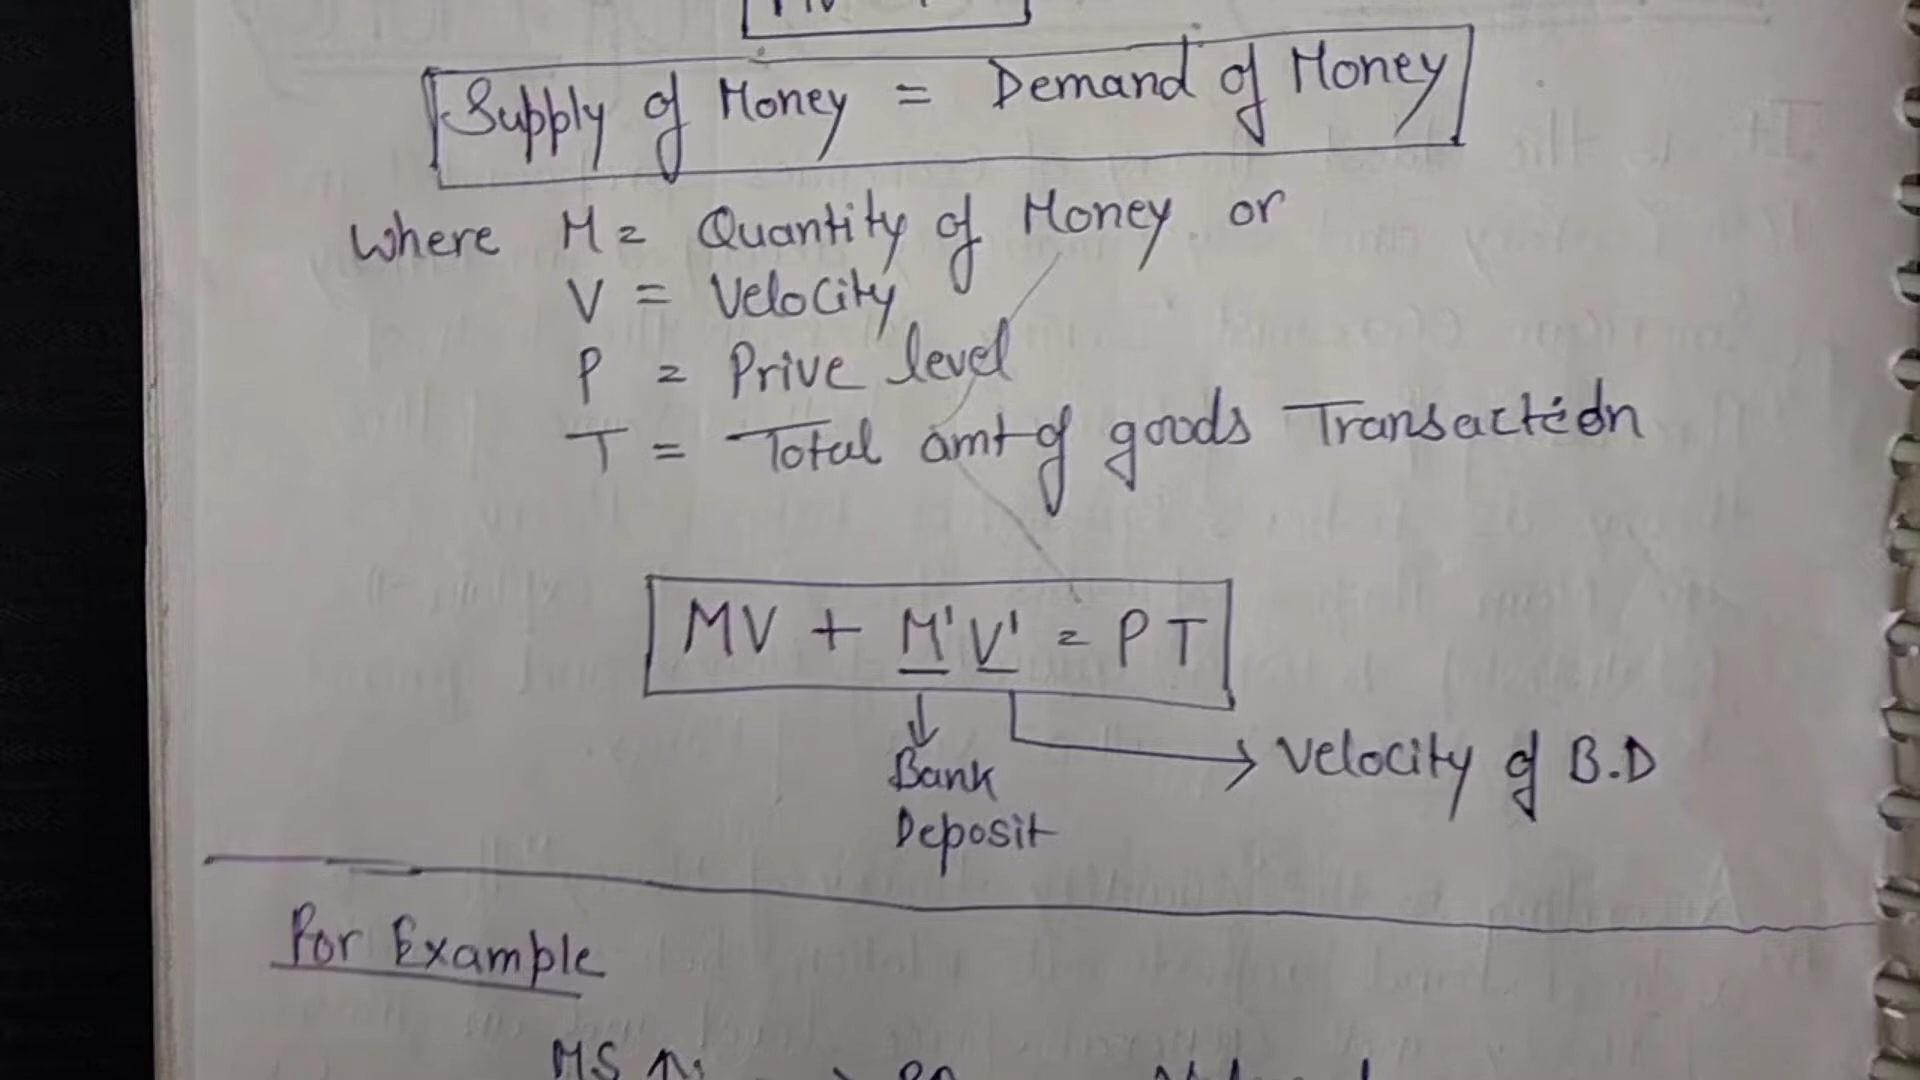 Supply of Money = Demand of Money
where M = Quantity of Money or
V = Velocity
P = Prive level
T = Total amt of goods Transaction
MV + M'V' = PT
Bank
Deposit
Velocity of B.D
For Example
MS